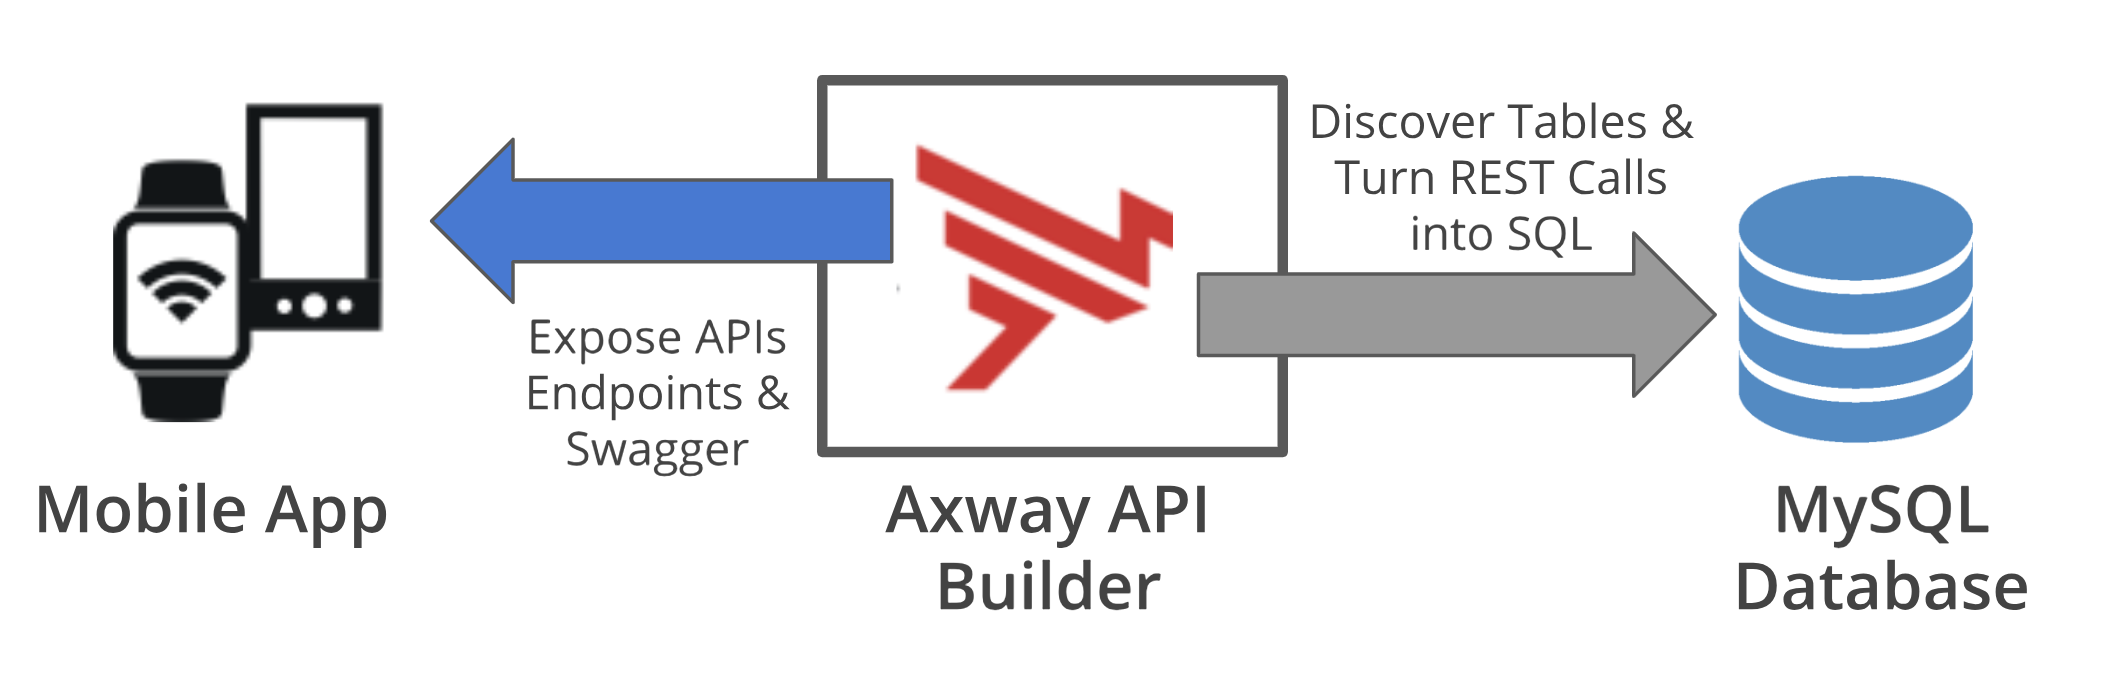 Discover Tables &
Turn REST Calls
into SQL
Expose APIs
Endpoints &
Swagger
Mobile App
Axway API
Builder
MySQL
Database